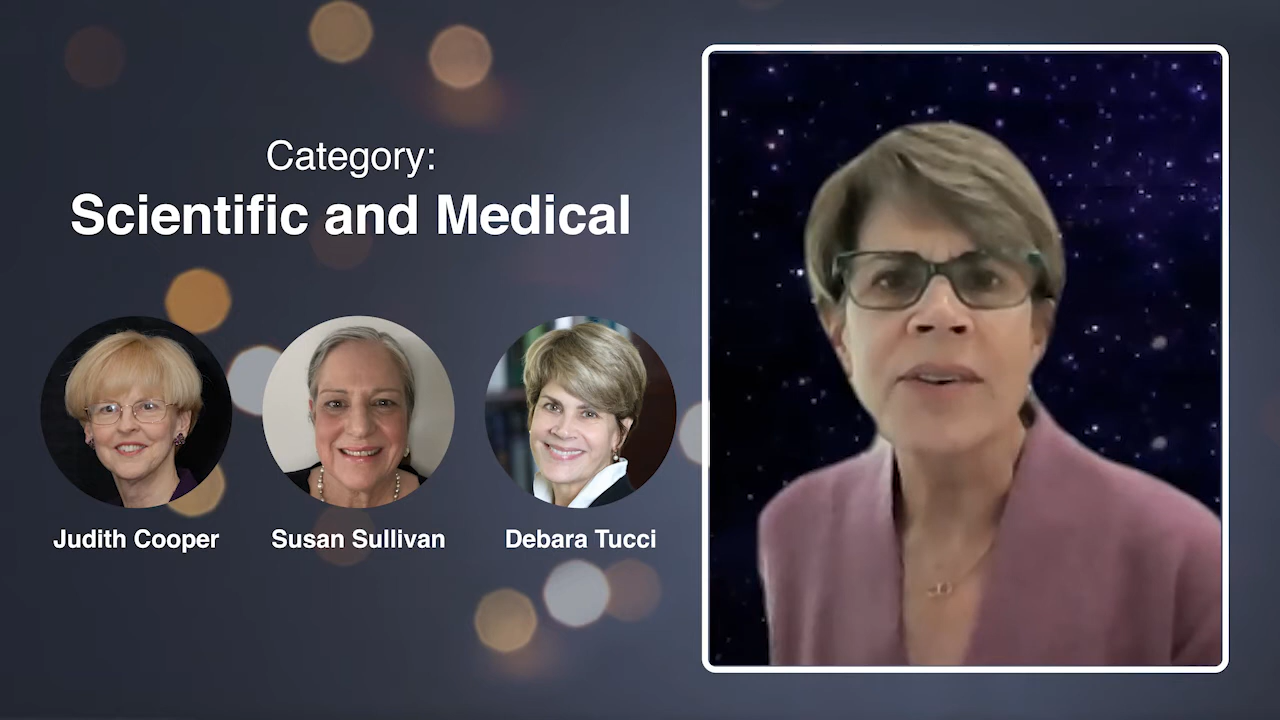 Category:
Scientific and Medical
Judith Cooper
Susan Sullivan
Debara Tucci